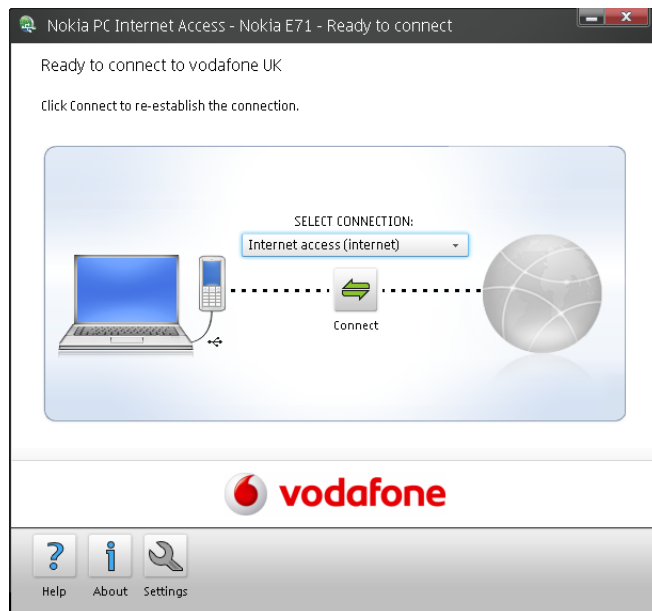 Nokia PC Internet Access - Nokia E71 - Ready to connect
Ready to connect to vodafone UK
Click Connect to re-establish the connection.
SELECT CONNECTION:
Internet access (internet)
Connect
vodafone
Help About Settings